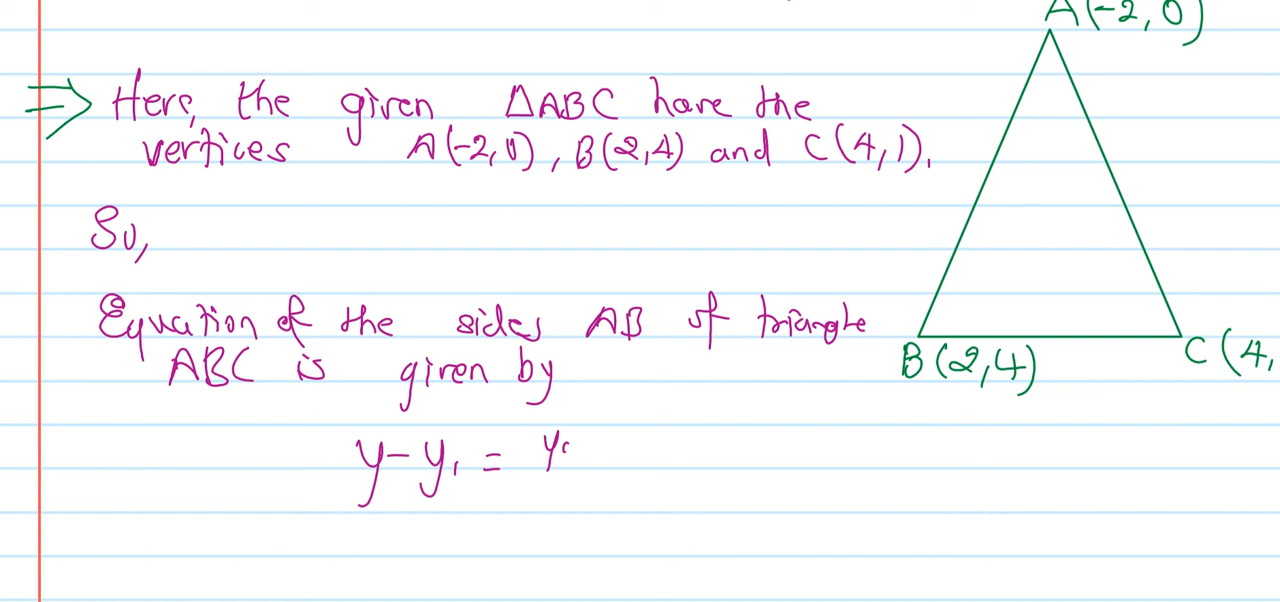 A(-2, 0)
⇒ Here, the given ΔABC have the
vertices A(-2, 0), B(2, 4) and C(4, 1).
So,
Equation of the sides AB of triangle
ABC is given by
B(2, 4)
C(4,
y - y₁ =